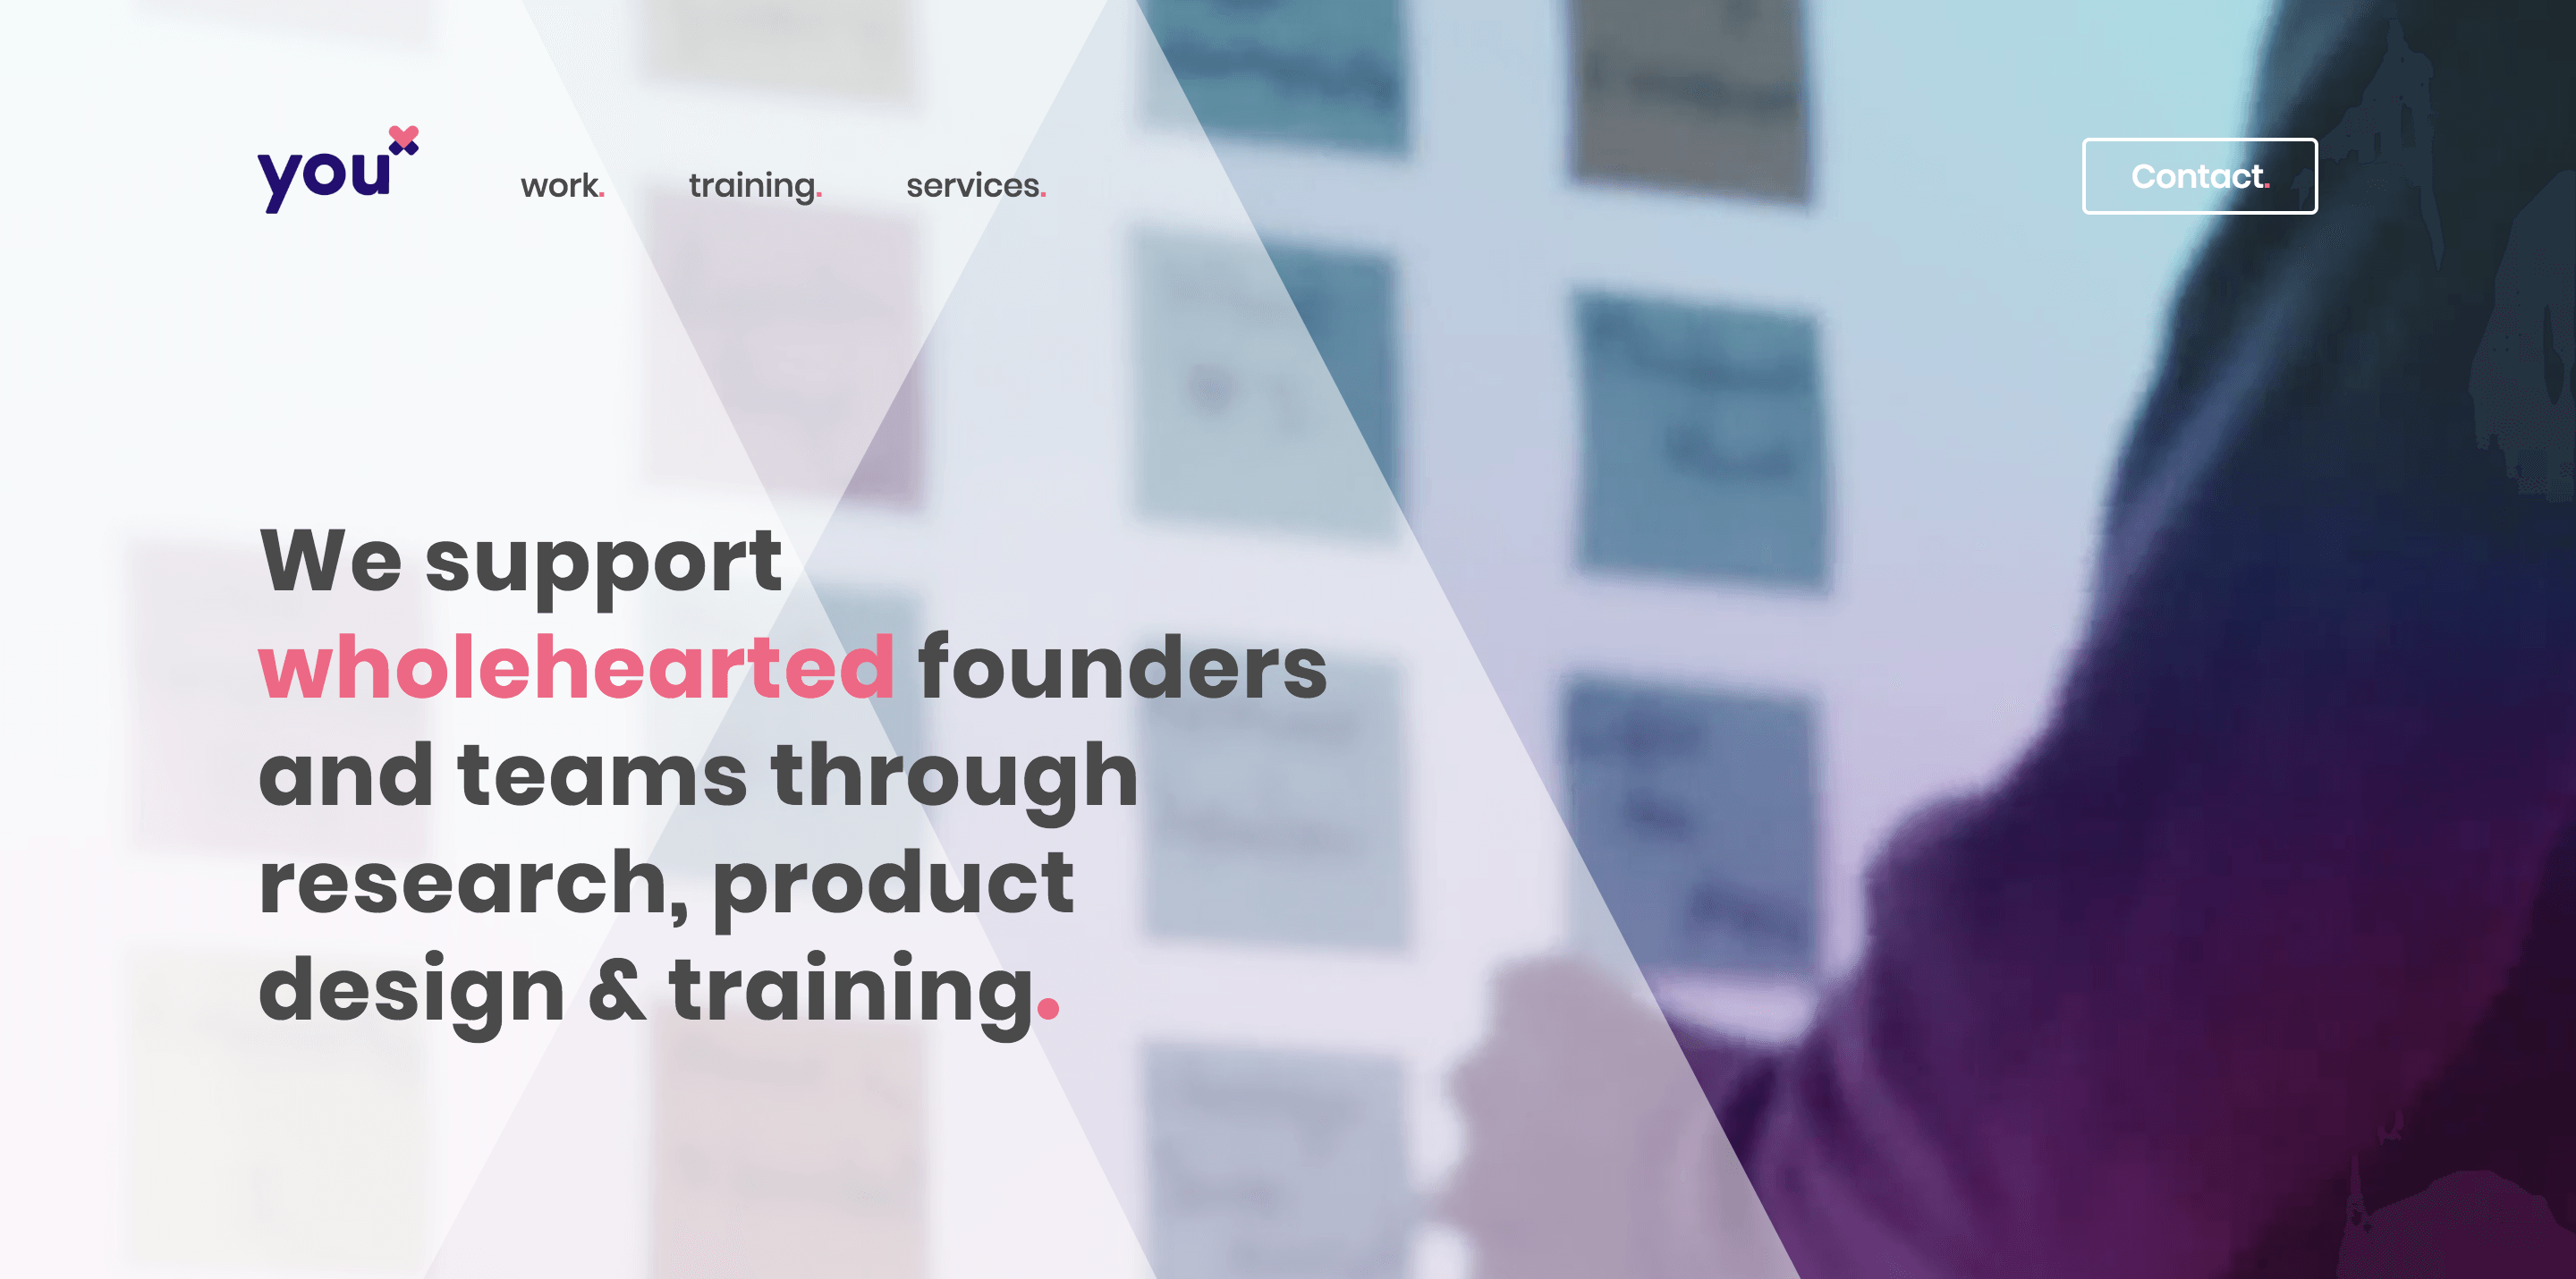 you
work.
training.
services.
Contact.
We support
wholehearted founders
and teams through
research, product
design & training.